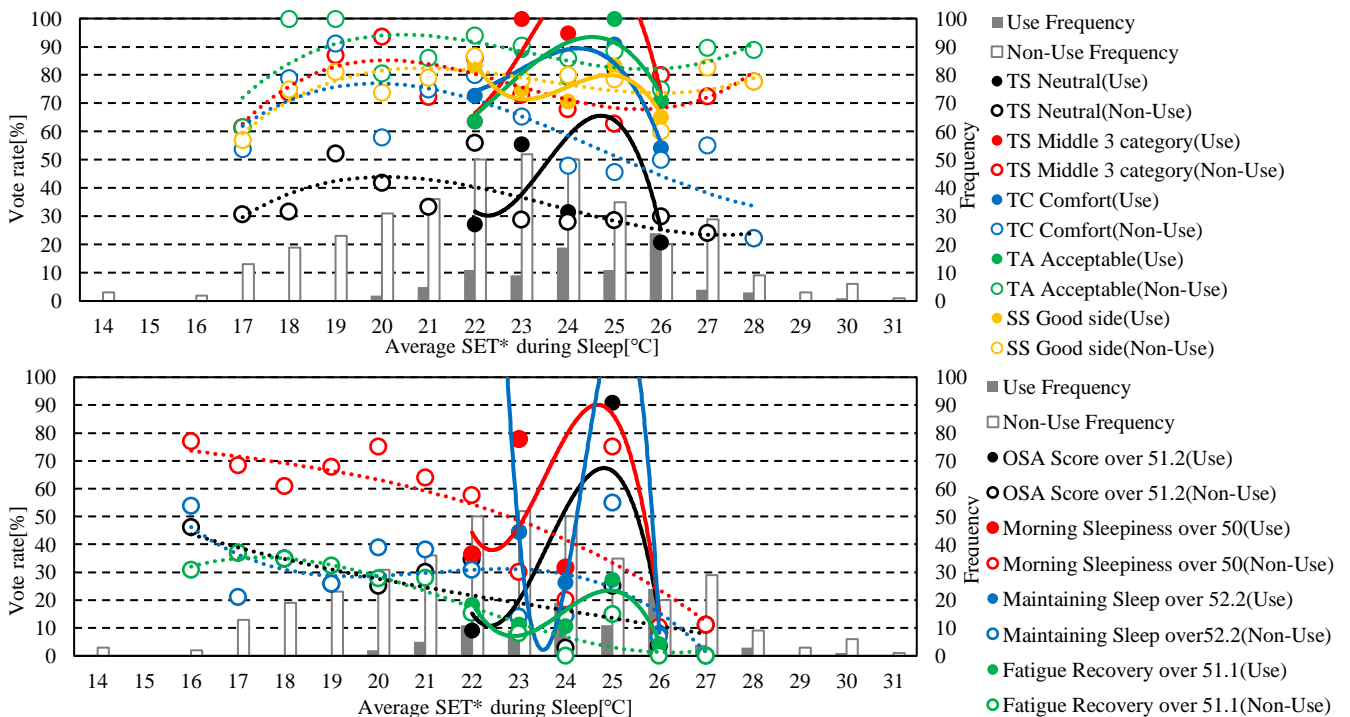 Vote rate[%]
100
90
80
70
60
50
40
30
20
10
0
14 15 16 17 18 19 20 21 22 23 24 25 26 27 28 29 30 31
Average SET* during Sleep[℃]
100
90
80
70
60
50
40
30
20
10
0
Frequency
Use Frequency
Non-Use Frequency
TS Neutral(Use)
TS Neutral(Non-Use)
TS Middle 3 category(Use)
TS Middle 3 category(Non-Use)
TC Comfort(Use)
TC Comfort(Non-Use)
TA Acceptable(Use)
TA Acceptable(Non-Use)
SS Good side(Use)
SS Good side(Non-Use)
Vote rate[%]
100
90
80
70
60
50
40
30
20
10
0
14 15 16 17 18 19 20 21 22 23 24 25 26 27 28 29 30 31
Average SET* during Sleep[℃]
100
90
80
70
60
50
40
30
20
10
0
Frequency
Use Frequency
Non-Use Frequency
OSA Score over 51.2(Use)
OSA Score over 51.2(Non-Use)
Morning Sleepiness over 50(Use)
Morning Sleepiness over 50(Non-Use)
Maintaining Sleep over 52.2(Use)
Maintaining Sleep over52.2(Non-Use)
Fatigue Recovery over 51.1(Use)
Fatigue Recovery over 51.1(Non-Use)